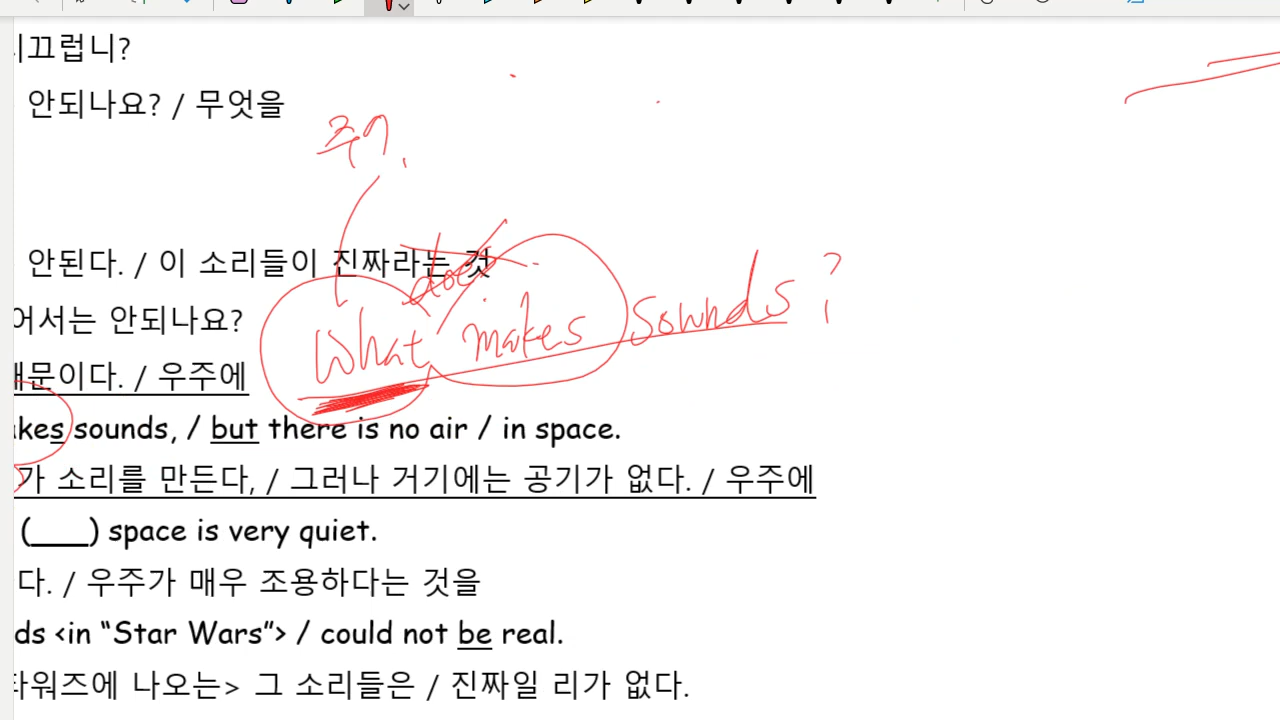 끄럽니?
안되나요? / 무엇을
주어
안된다. / 이 소리들이 진짜라는 것
does
어서는 안되나요?
What makes sounds?
때문이다. / 우주에
kes sounds, / but there is no air / in space.
가 소리를 만든다, / 그러나 거기에는 공기가 없다. / 우주에
(___) space is very quiet.
다. / 우주가 매우 조용하다는 것을
ds <in “Star Wars”> / could not be real.
타워즈에 나오는> 그 소리들은 / 진짜일 리가 없다.